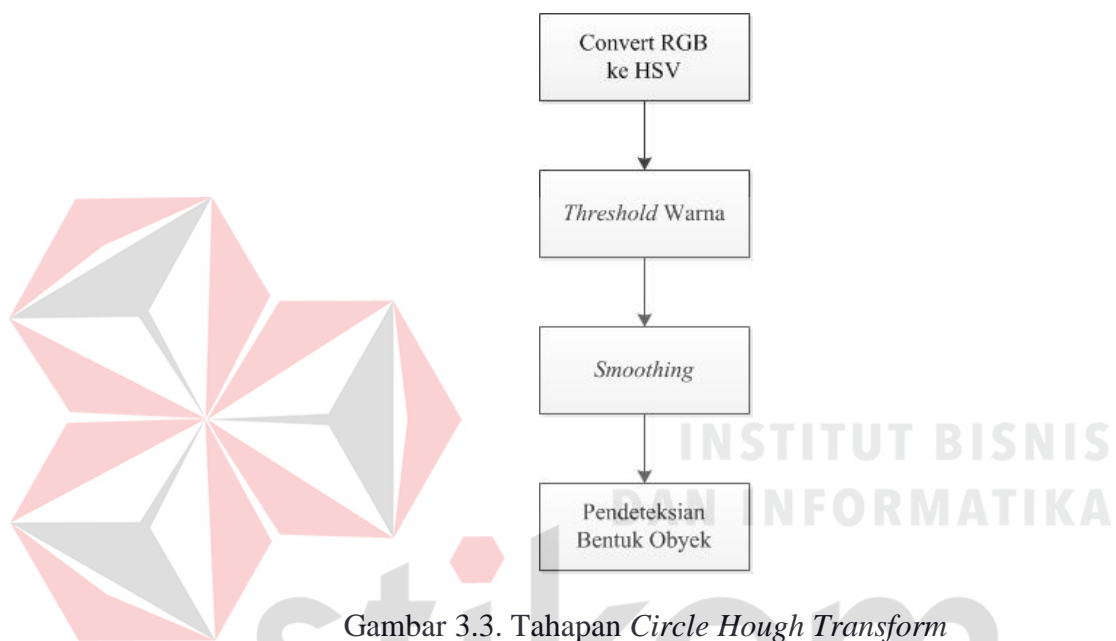 Convert RGB
ke HSV
Threshold Warna
Smoothing
INSTITUT BISNIS
DAN INFORMATIKA
Pendeteksian
Bentuk Obyek
stikom
Gambar 3.3. Tahapan Circle Hough Transform